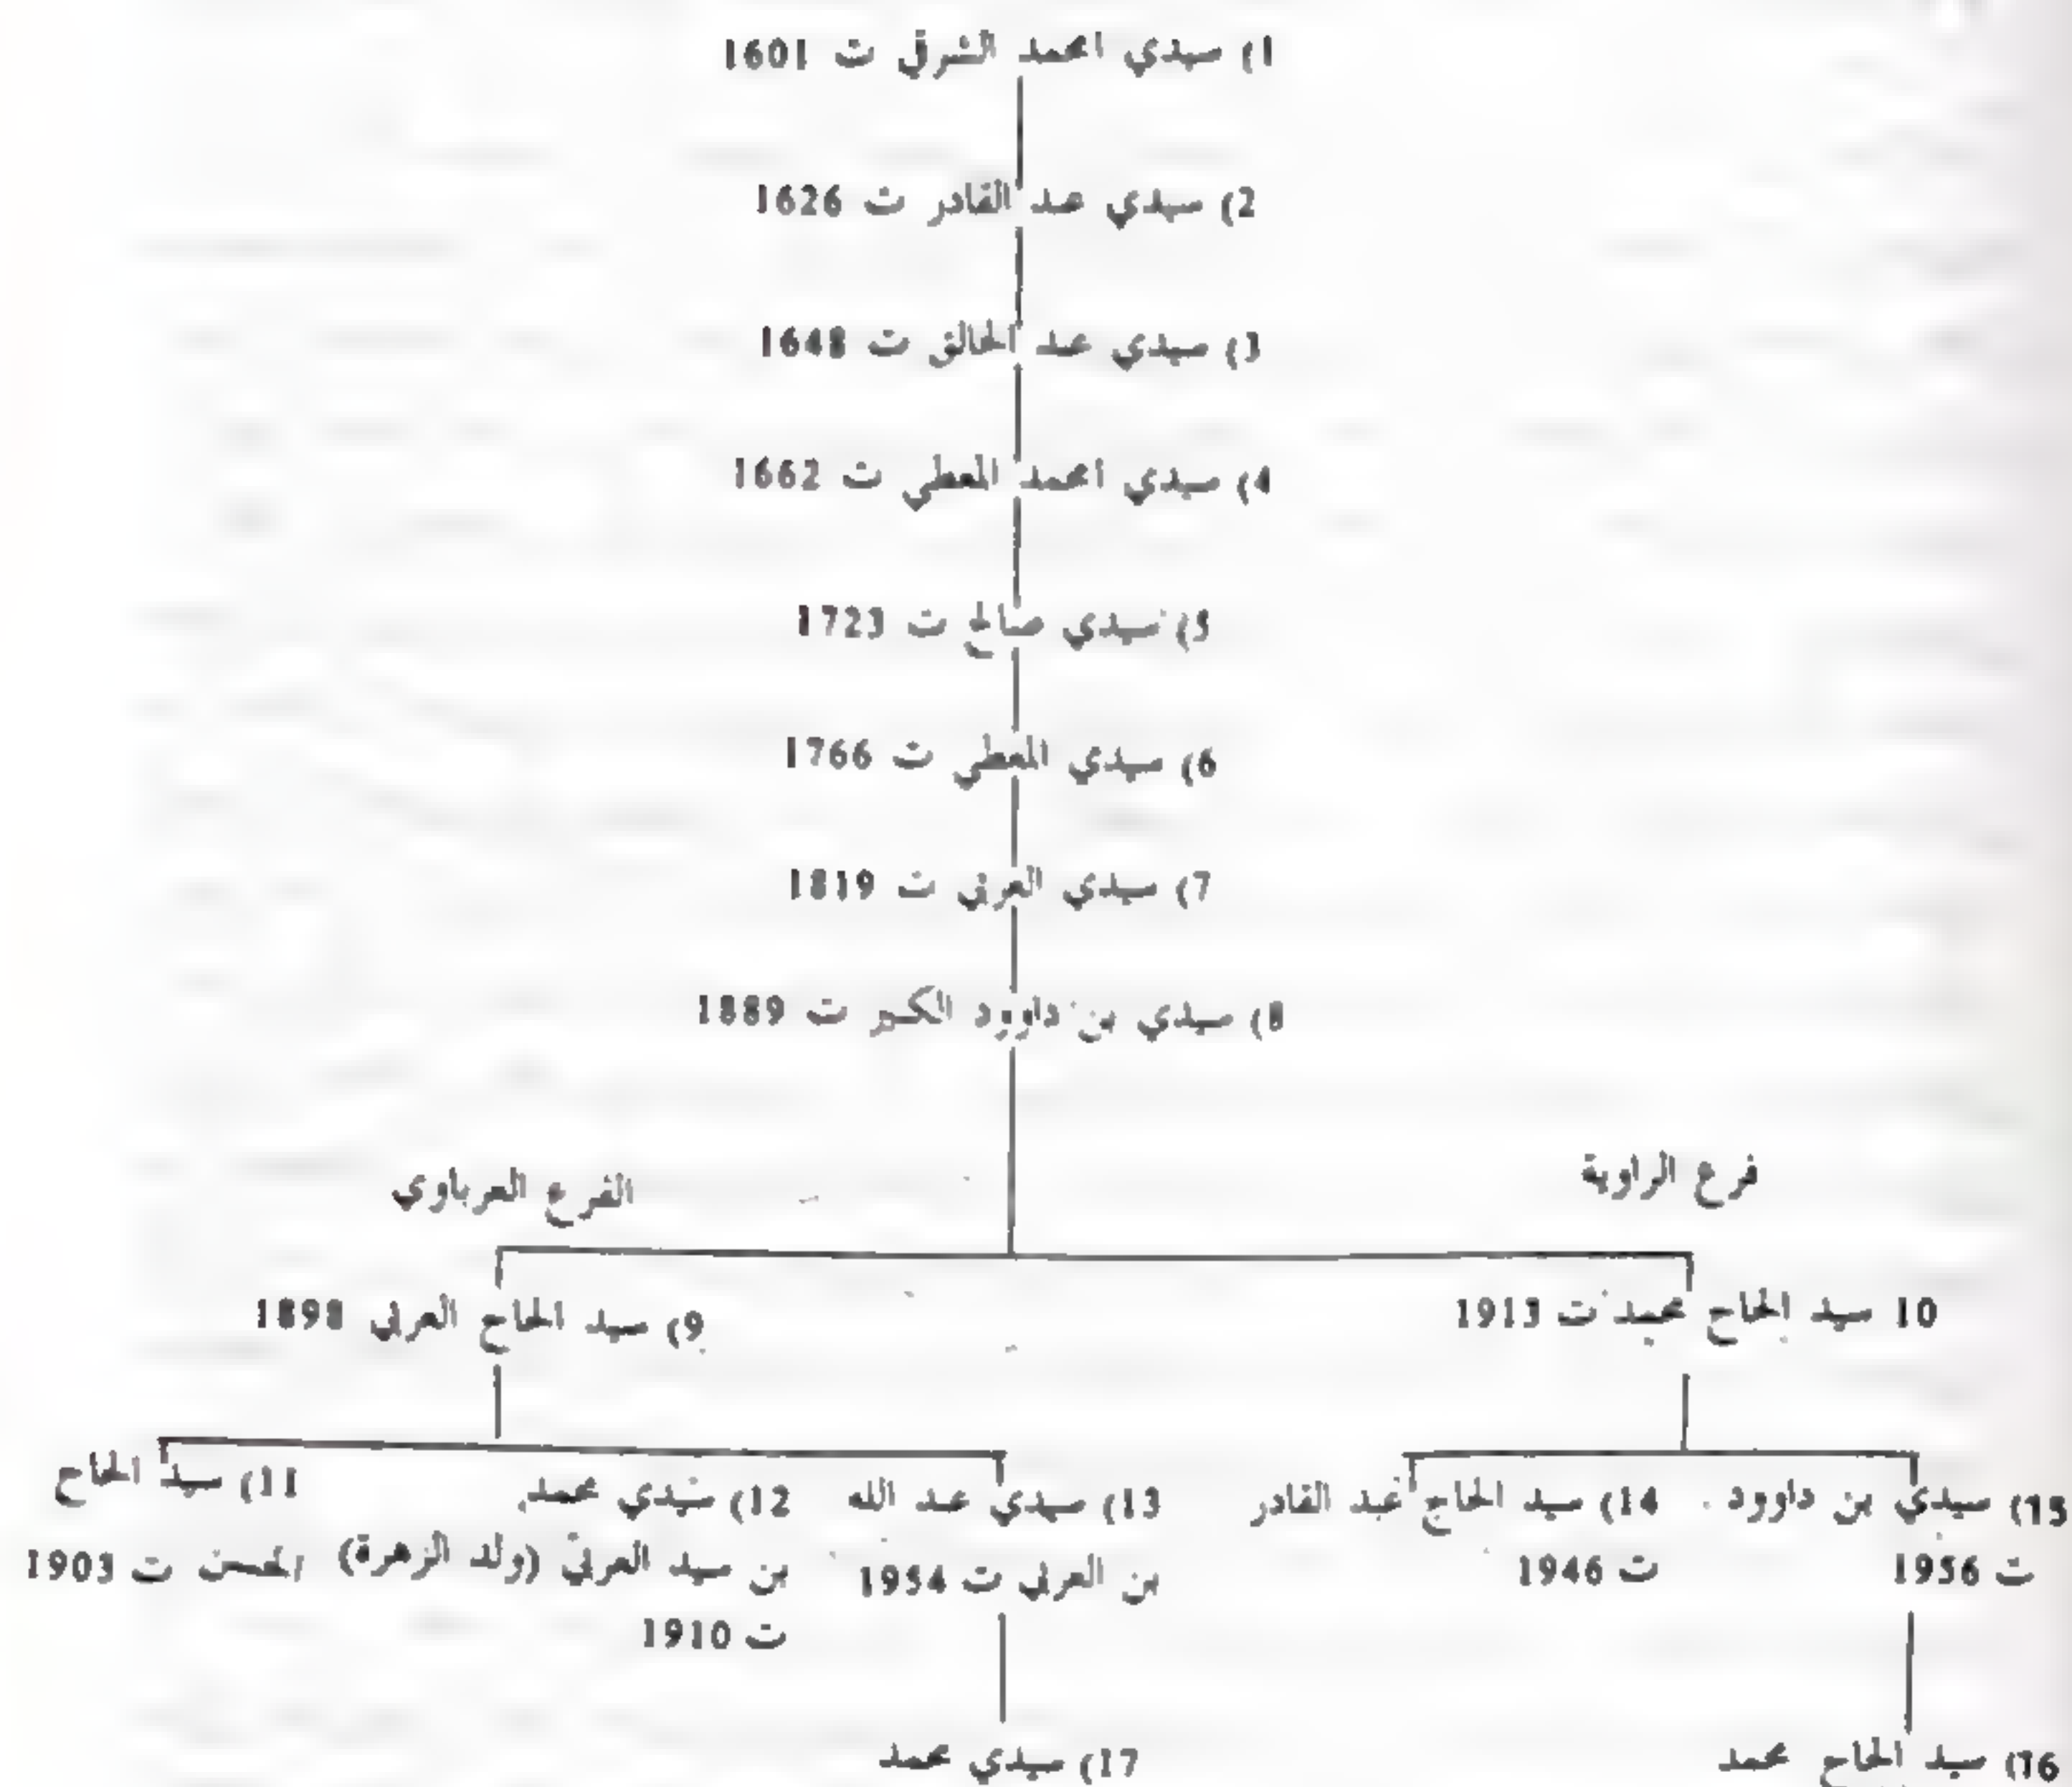 1) سيدي امحمد الشرقي ت 1601
2) سيدي عبد القادر ت 1626
3) سيدي عبد الخالق ت 1648
4) سيدي امحمد المعطي ت 1662
5) سيدي صالح ت 1723
6) سيدي المعطي ت 1766
7) سيدي العربي ت 1819
8) سيدي بن داوود الكبير ت 1889
فرع الزاوية
الفرع العرباوي
10 سيد الحاج محمد ت 1913
9) سيد الحاج العربي 1898
15) سيدي بن داوود
ت 1956
14) سيد الحاج عبد القادر
ت 1946
13) سيدي عبد الله
بن العربي ت 1954
12) سيدي محمد
بن سيد العربي (ولد الزهرة)
ت 1910
11) سيد الحاج
الحسن ت 1903
16) سيد الحاج محمد
17) سيدي محمد